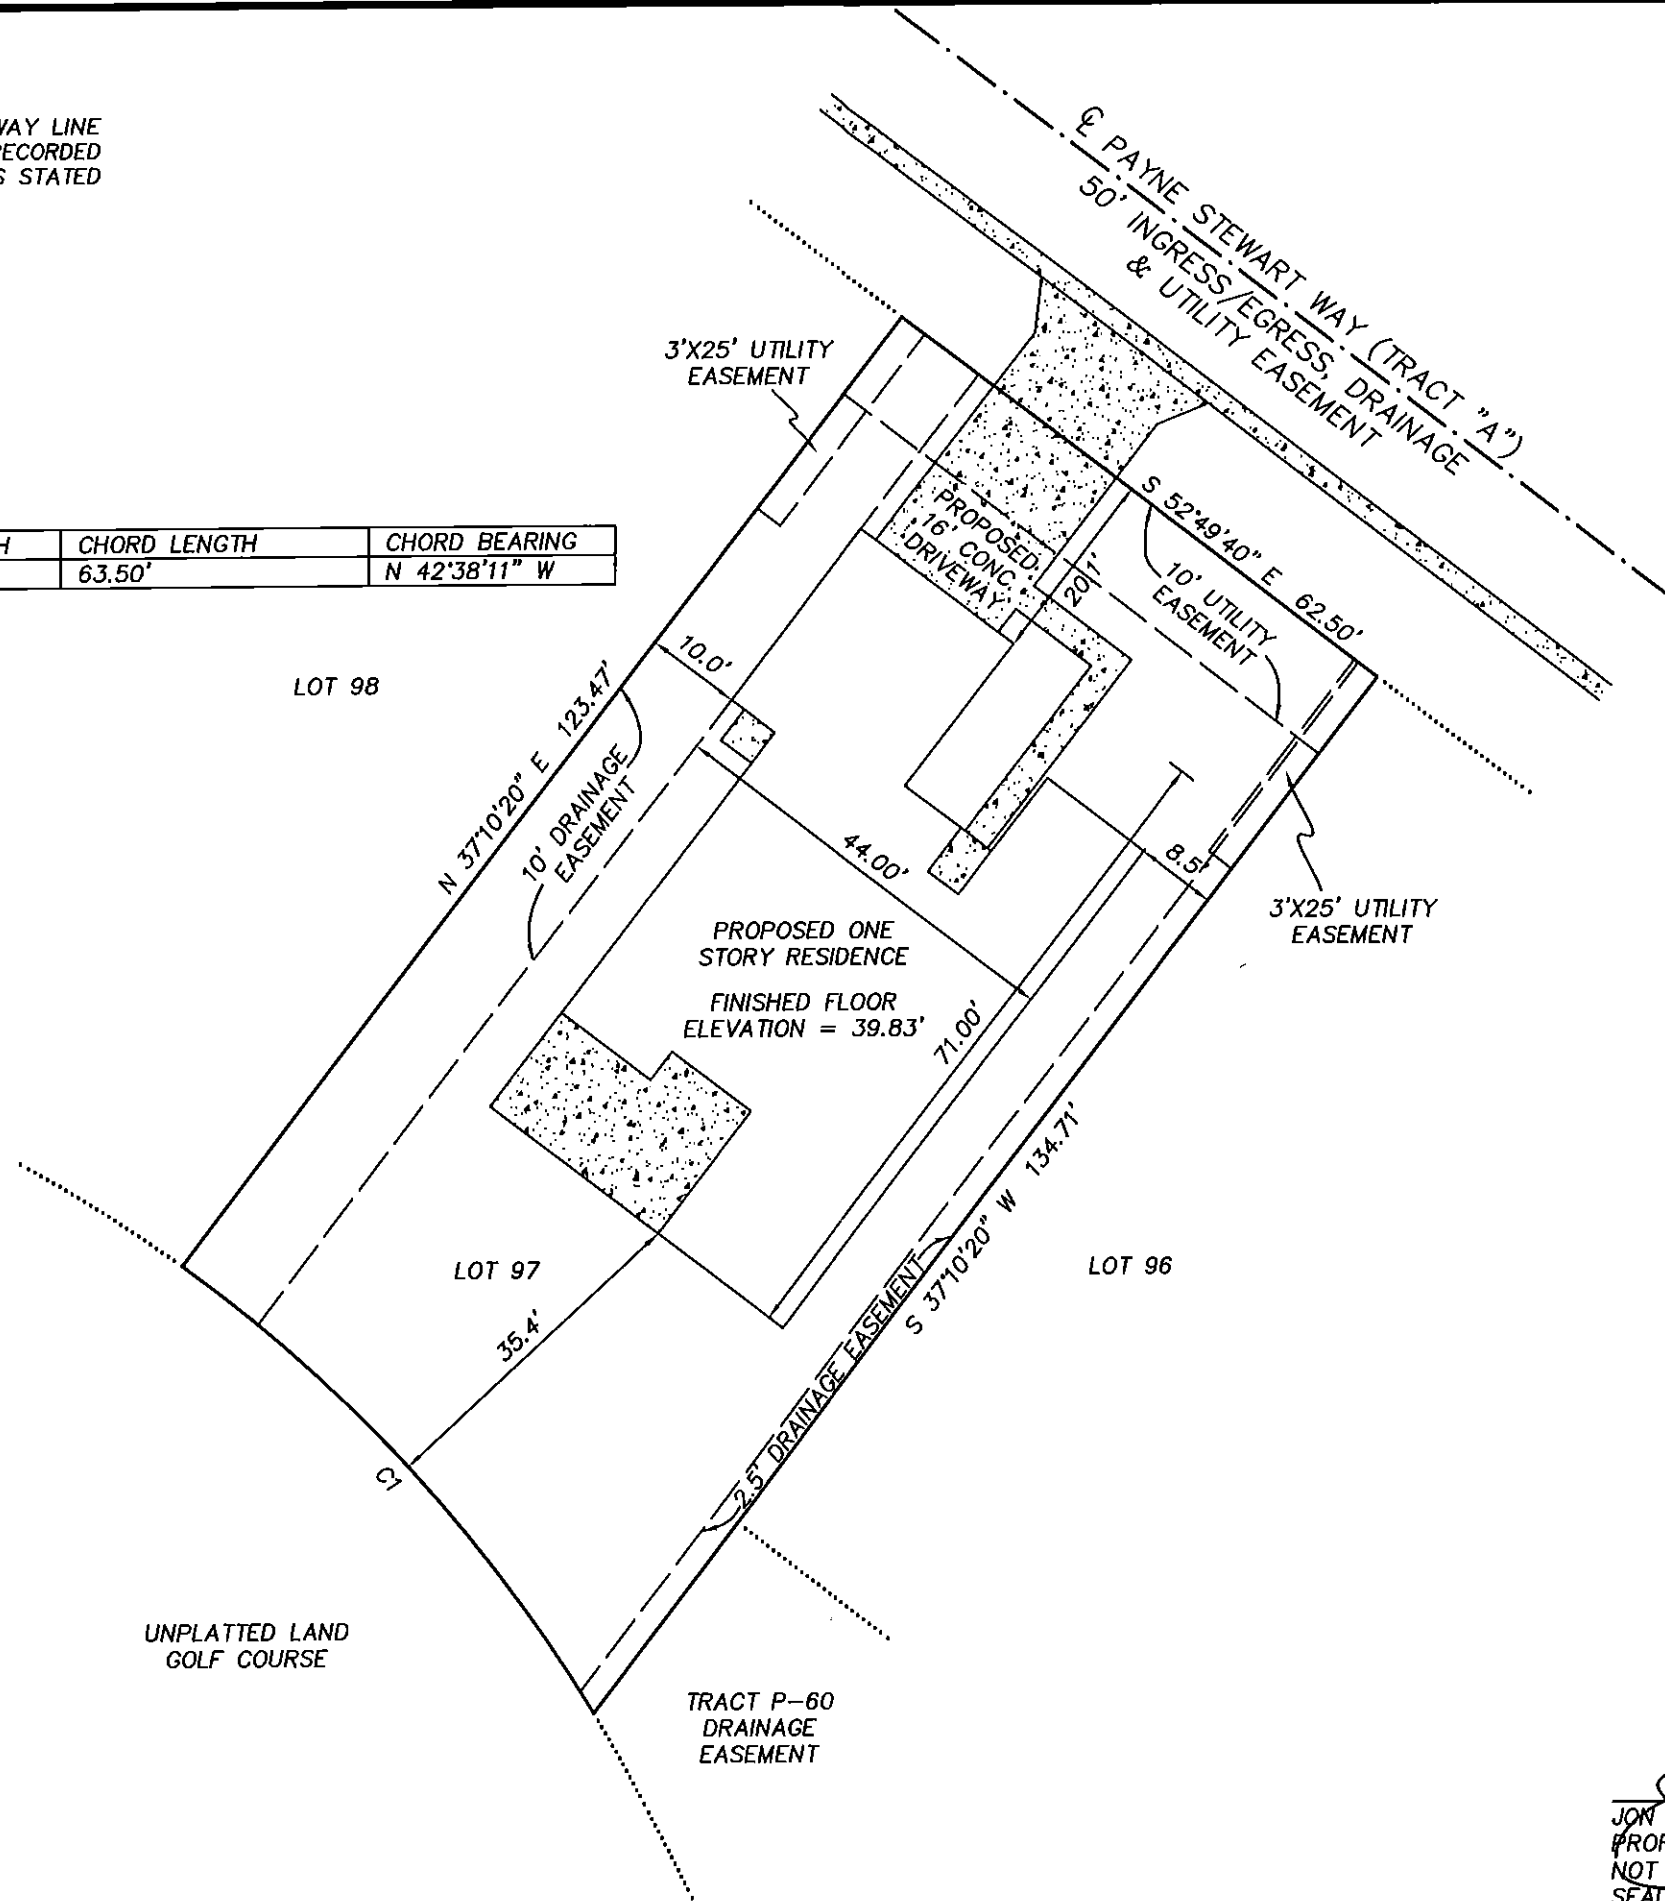 WAY LINE
RECORDED
S STATED
℄ PAYNE STEWART WAY (TRACT "A")
50' INGRESS/EGRESS, DRAINAGE
& UTILITY EASEMENT
3'X25' UTILITY
EASEMENT
H CHORD LENGTH CHORD BEARING
63.50' N 42°38'11" W
PROPOSED
16' CONC.
DRIVEWAY
20.1'
S 52°49'40" E 62.50'
10' UTILITY
EASEMENT
LOT 98
10.0'
N 37°10'20" E 123.47'
10' DRAINAGE
EASEMENT
44.00'
8.5'
3'X25' UTILITY
EASEMENT
PROPOSED ONE
STORY RESIDENCE
FINISHED FLOOR
ELEVATION = 39.83'
71.00'
S 37°10'20" W 134.71'
LOT 97
LOT 96
35.4'
2.5' DRAINAGE EASEMENT
C1
UNPLATTED LAND
GOLF COURSE
TRACT P-60
DRAINAGE
EASEMENT
JON
PROF
NOT
SEAL